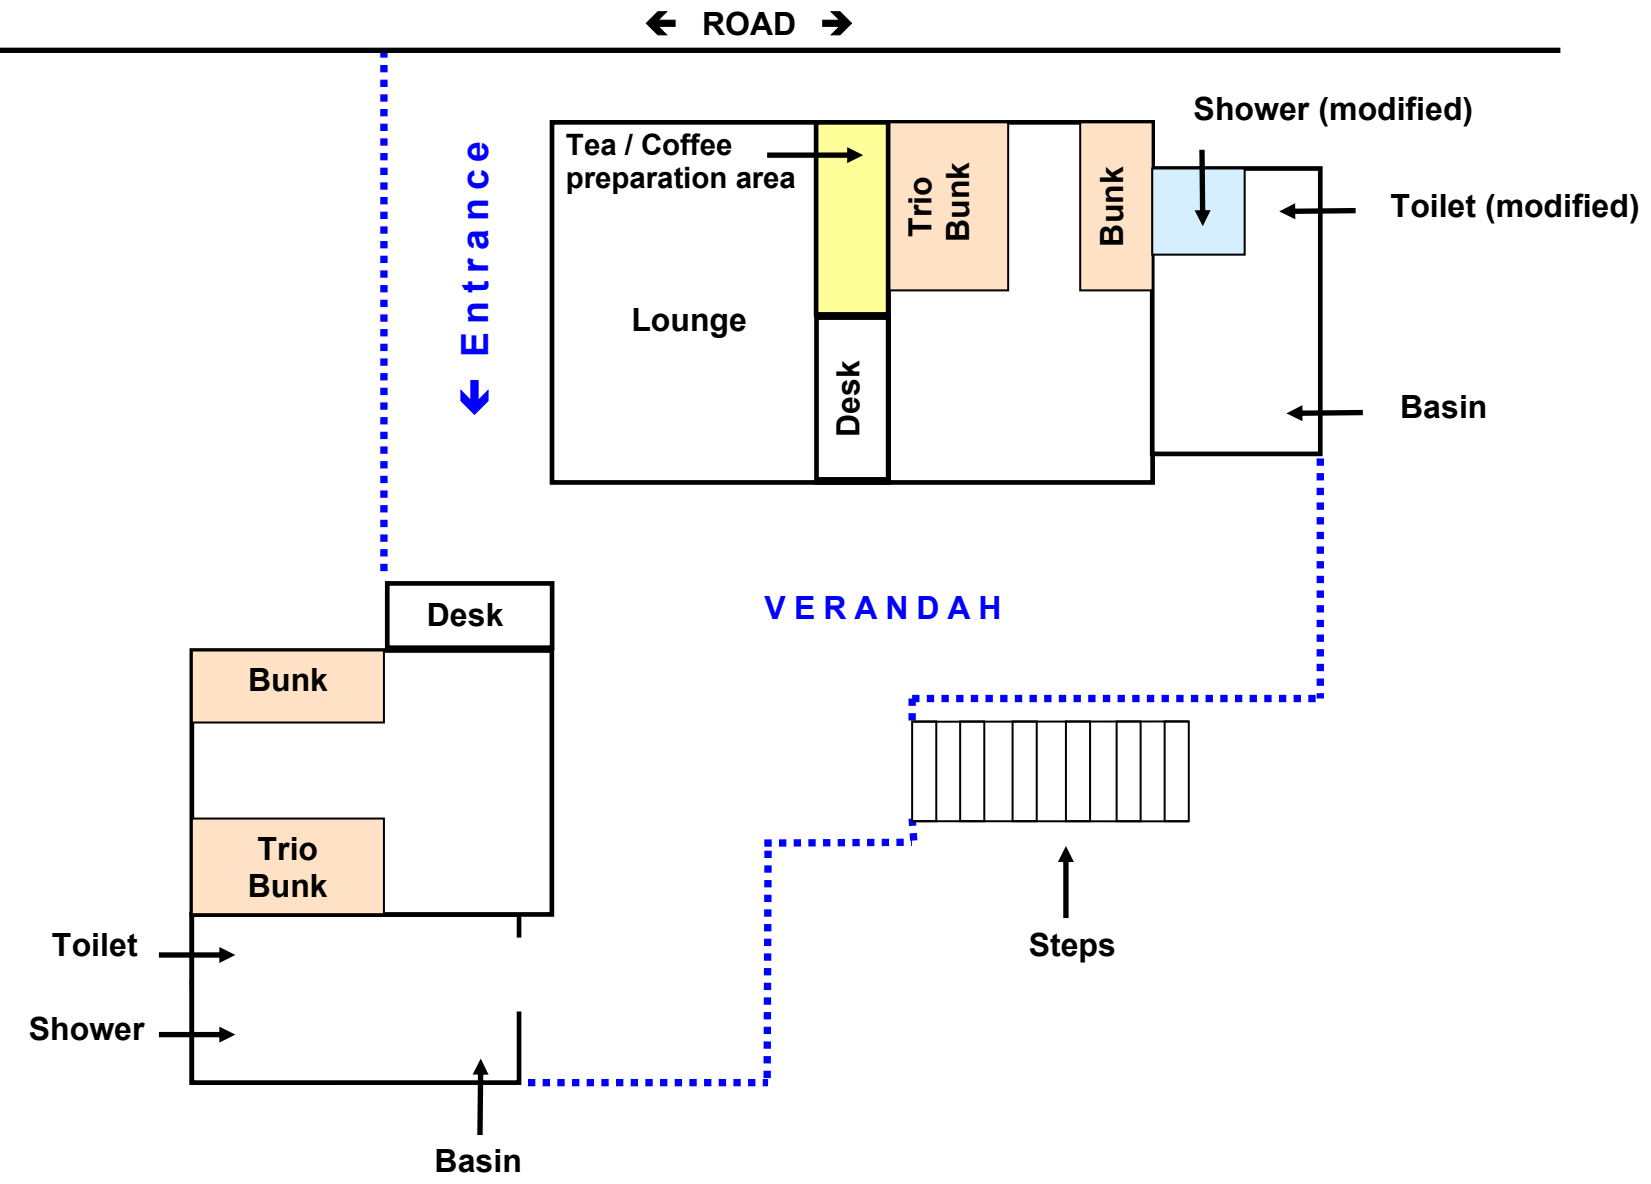 🡸 ROAD 🡺
Shower (modified)
Tea / Coffee
preparation area
Trio
Bunk
Bunk
Toilet (modified)
Entrance
🡸
Lounge
Desk
Basin
Desk
VERANDAH
Bunk
Trio
Bunk
Toilet
Steps
Shower
Basin